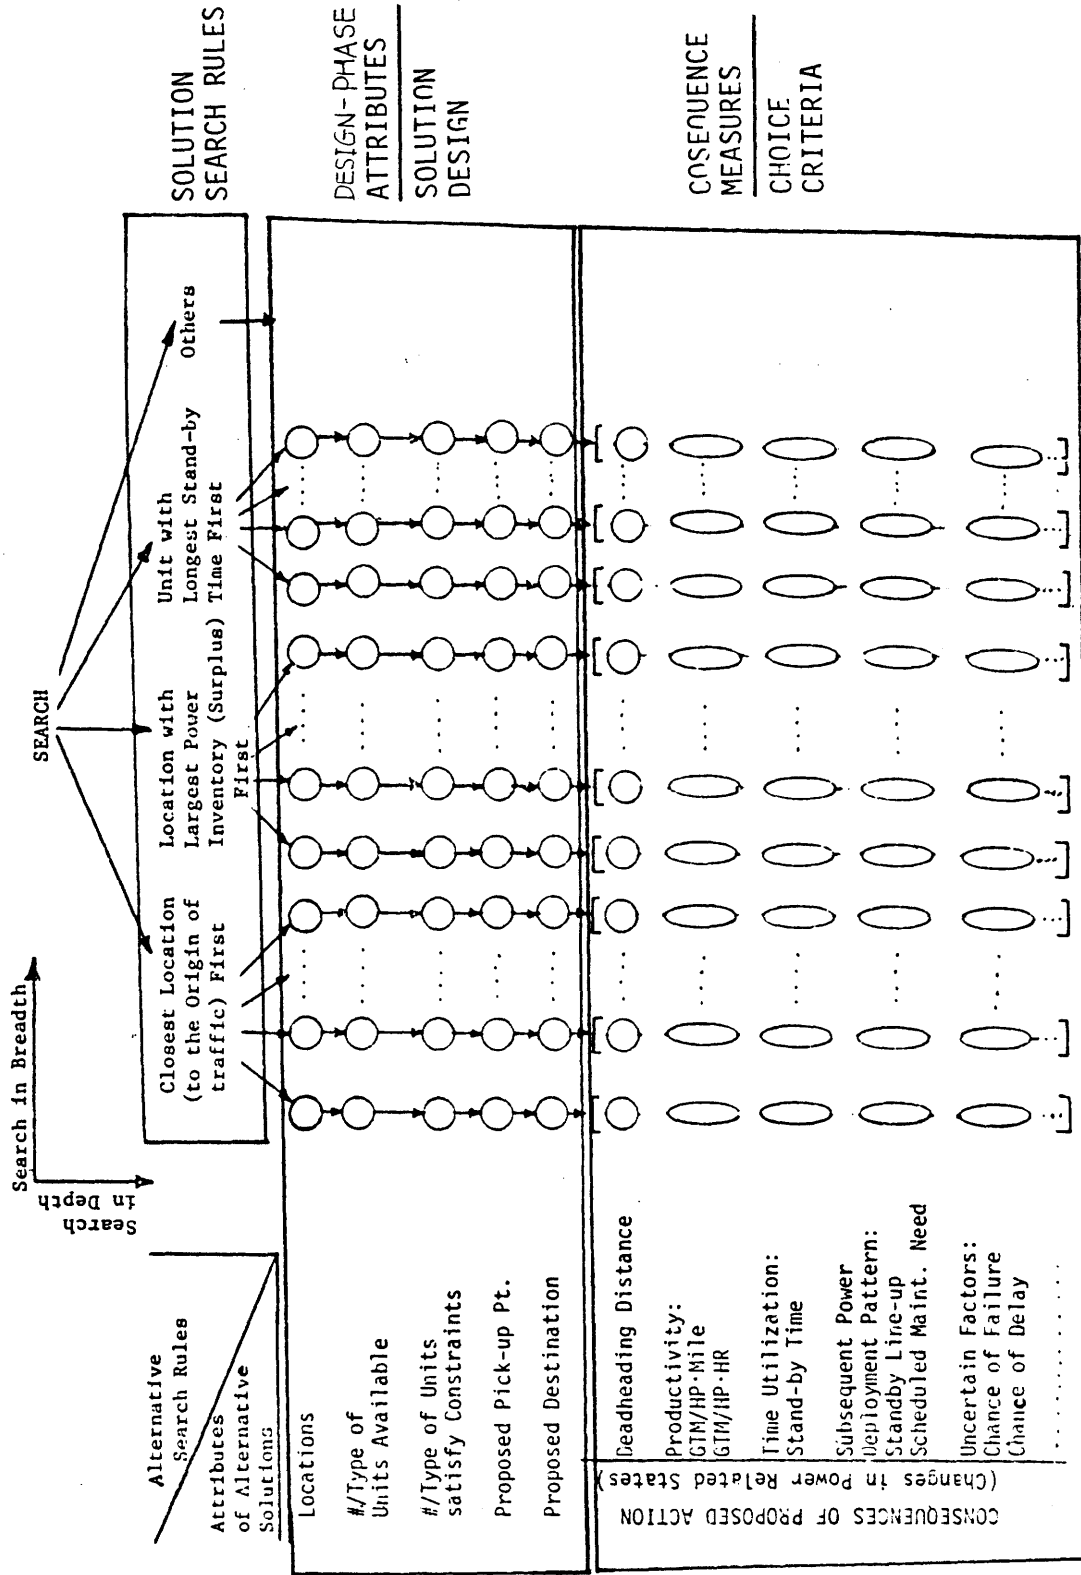 Search in Breadth
Search
in Depth
SEARCH
Alternative
Search Rules
Attributes
of Alternative
Solutions
Closest Location
(to the Origin of
traffic) First
Location with
Largest Power
Inventory (Surplus)
First
Unit with
Longest Stand-by
Time First
Others
SOLUTION
SEARCH RULES
Locations
#/Type of
Units Available
#/Type of Units
satisfy Constraints
Proposed Pick-up Pt.
Proposed Destination
DESIGN-PHASE
ATTRIBUTES
SOLUTION
DESIGN
CONSEQUENCES OF PROPOSED ACTION
(Changes in Power Related States)
Deadheading Distance
Productivity:
GTM/HP·Mile
GTM/HP·HR
Time Utilization:
Stand-by Time
Subsequent Power
Deployment Pattern:
Standby Line-up
Scheduled Maint. Need
Uncertain Factors:
Chance of Failure
Chance of Delay
COSEQUENCE
MEASURES
CHOICE
CRITERIA